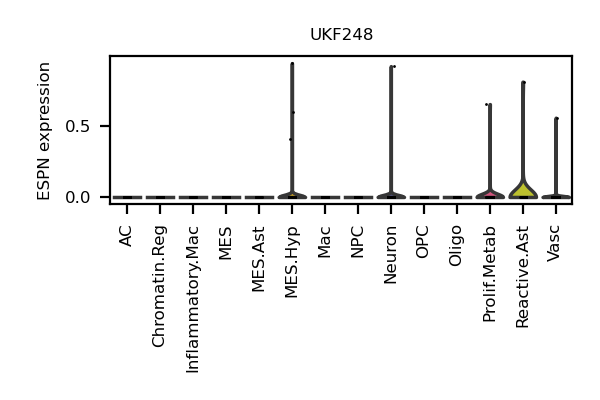 UKF248
ESPN expression
0.5
0.0
AC
Chromatin.Reg
Inflammatory.Mac
MES
MES.Ast
MES.Hyp
Mac
NPC
Neuron
OPC
Oligo
Prolif.Metab
Reactive.Ast
Vasc